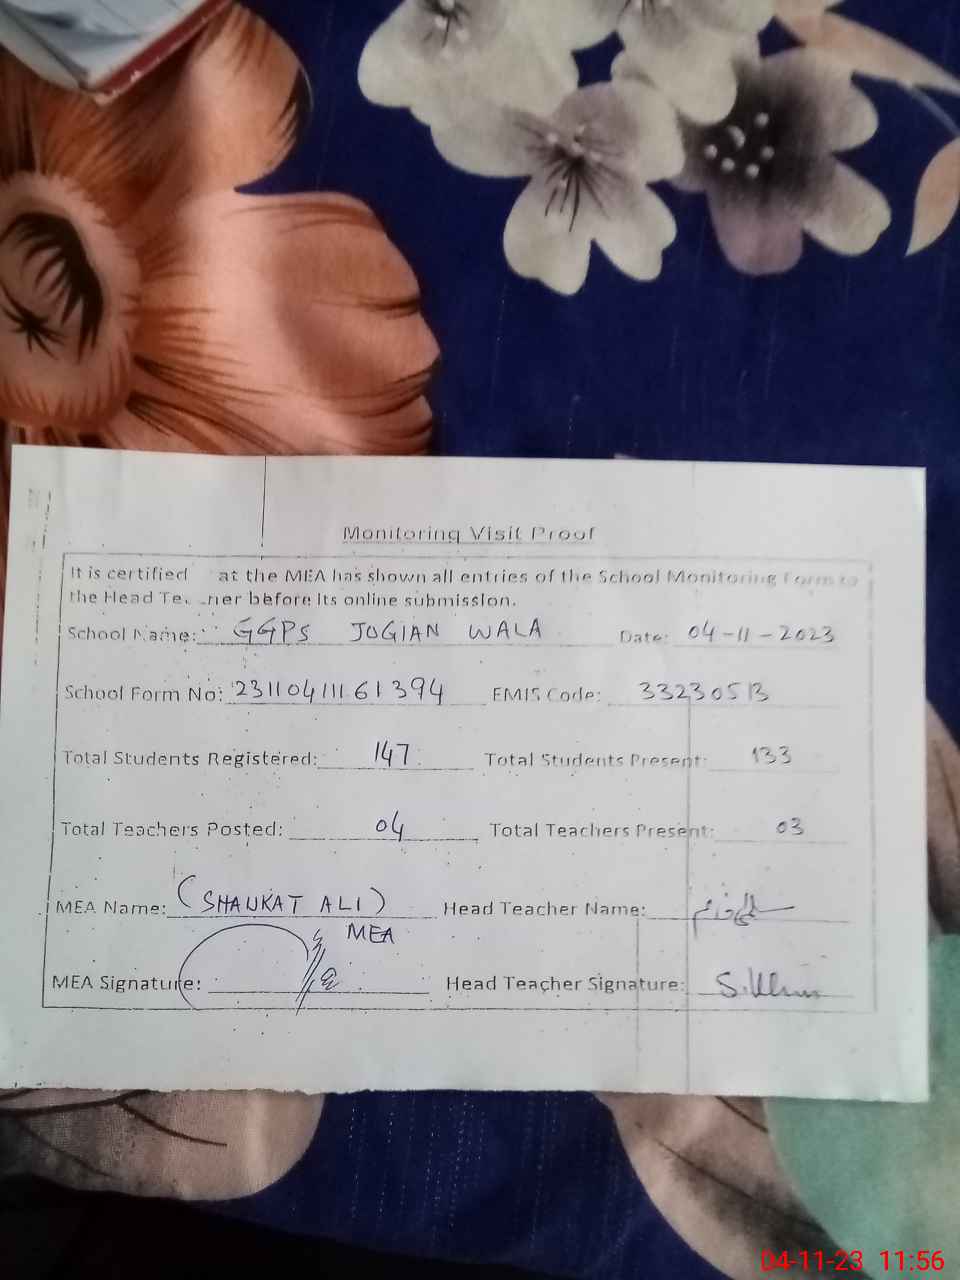 Monitoring Visit Proof
It is certified at the MEA has shown all entries of the School Monitoring Form to
the Head Te. .ner before its online submission.
School Name: GGPS JOGIAN WALA Date: 04-11-2023
School Form No: 231104111161394 EMIS Code: 33230513
Total Students Registered: 147 Total Students Present: 133
Total Teachers Posted: 04 Total Teachers Present: 03
MEA Name: (SHAUKAT ALI) Head Teacher Name:
MEA
MEA Signature: Head Teacher Signature:
04-11-23 11:56